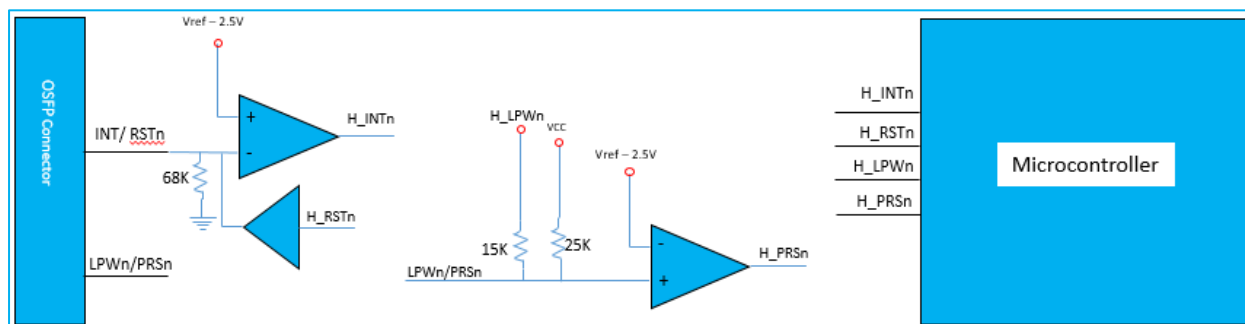 OSFP Connector
Vref – 2.5V
INT/ RSTn
+
-
H_INTn
68K
H_RSTn
LPWn/PRSn
H_LPWn
VCC
Vref – 2.5V
15K
25K
LPWn/PRSn
-
+
H_PRSn
H_INTn
H_RSTn
H_LPWn
H_PRSn
Microcontroller